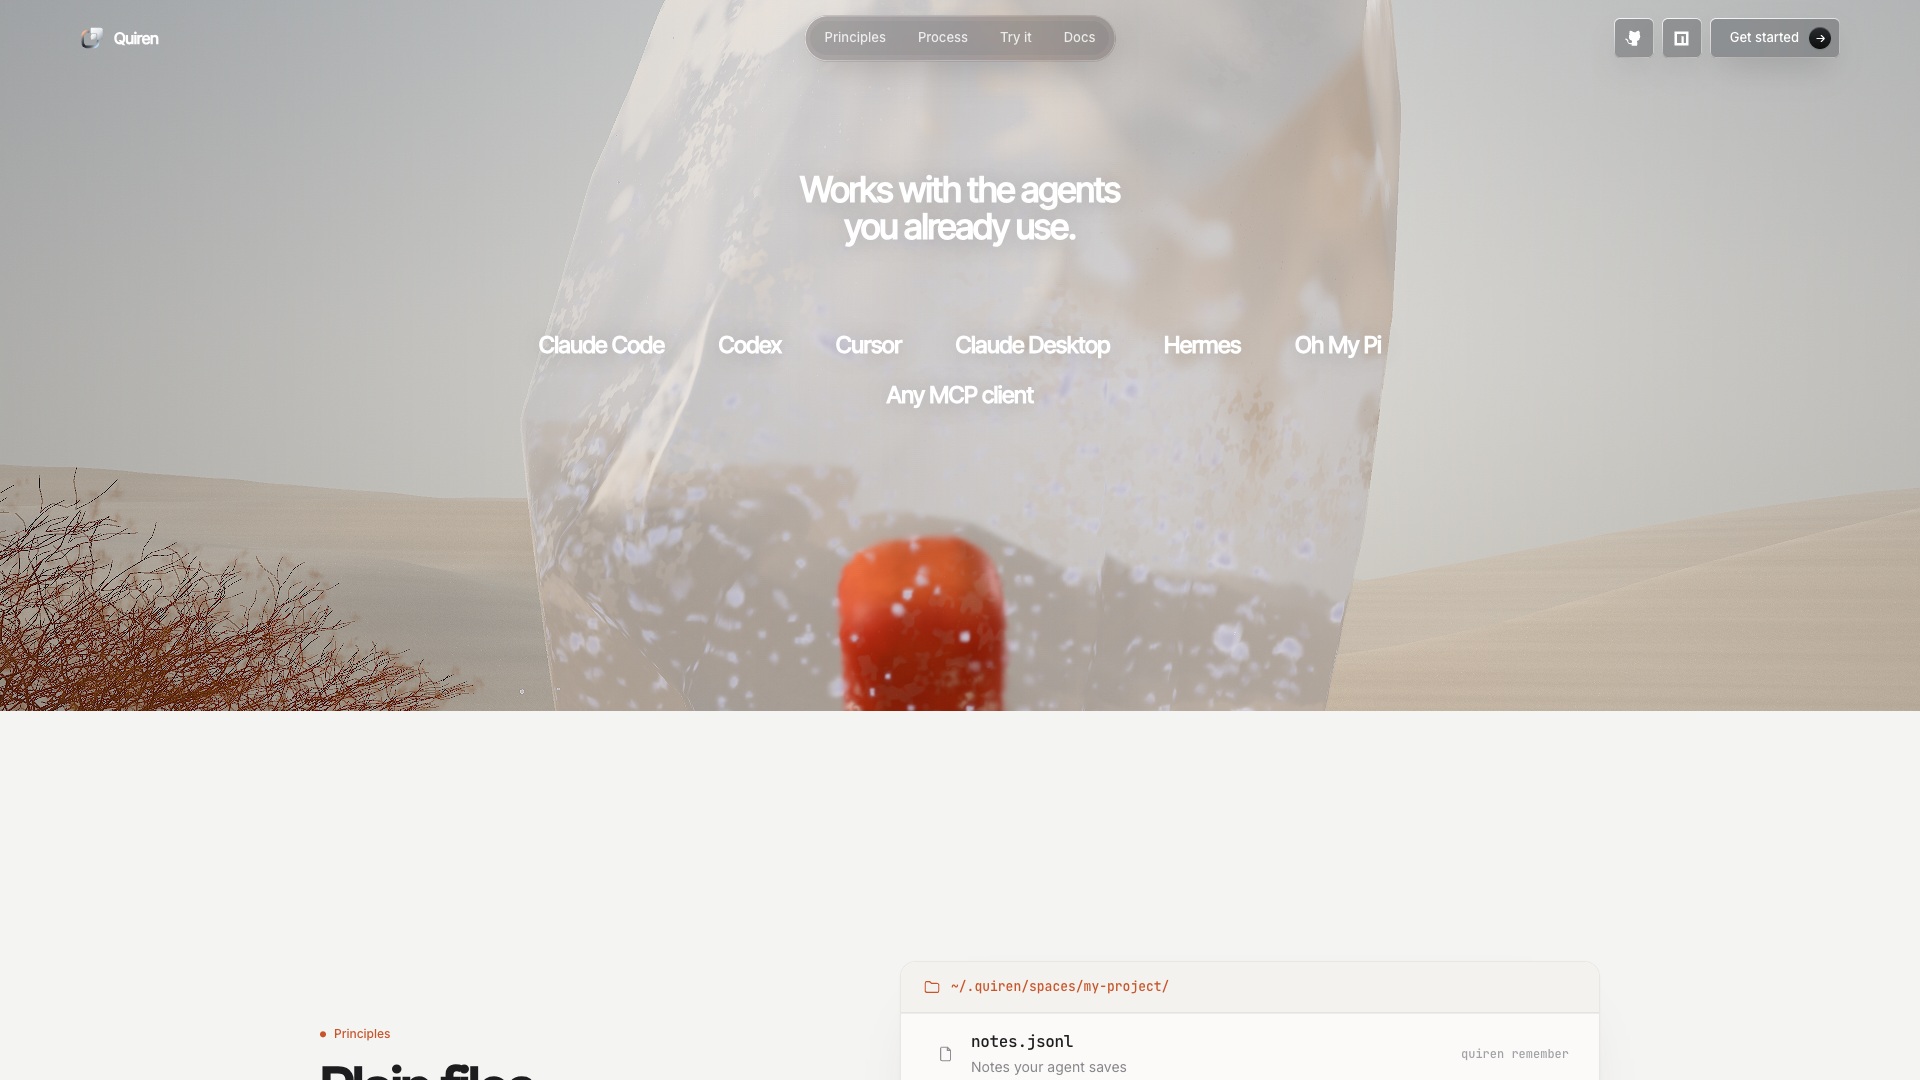 Quiren
Principles Process Try it Docs
Get started
Works with the agents
you already use.
Claude Code Codex Cursor Claude Desktop Hermes Oh My Pi
Any MCP client
~/.quiren/spaces/my-project/
Principles
notes.jsonl
Notes your agent saves
quiren remember
Plain files